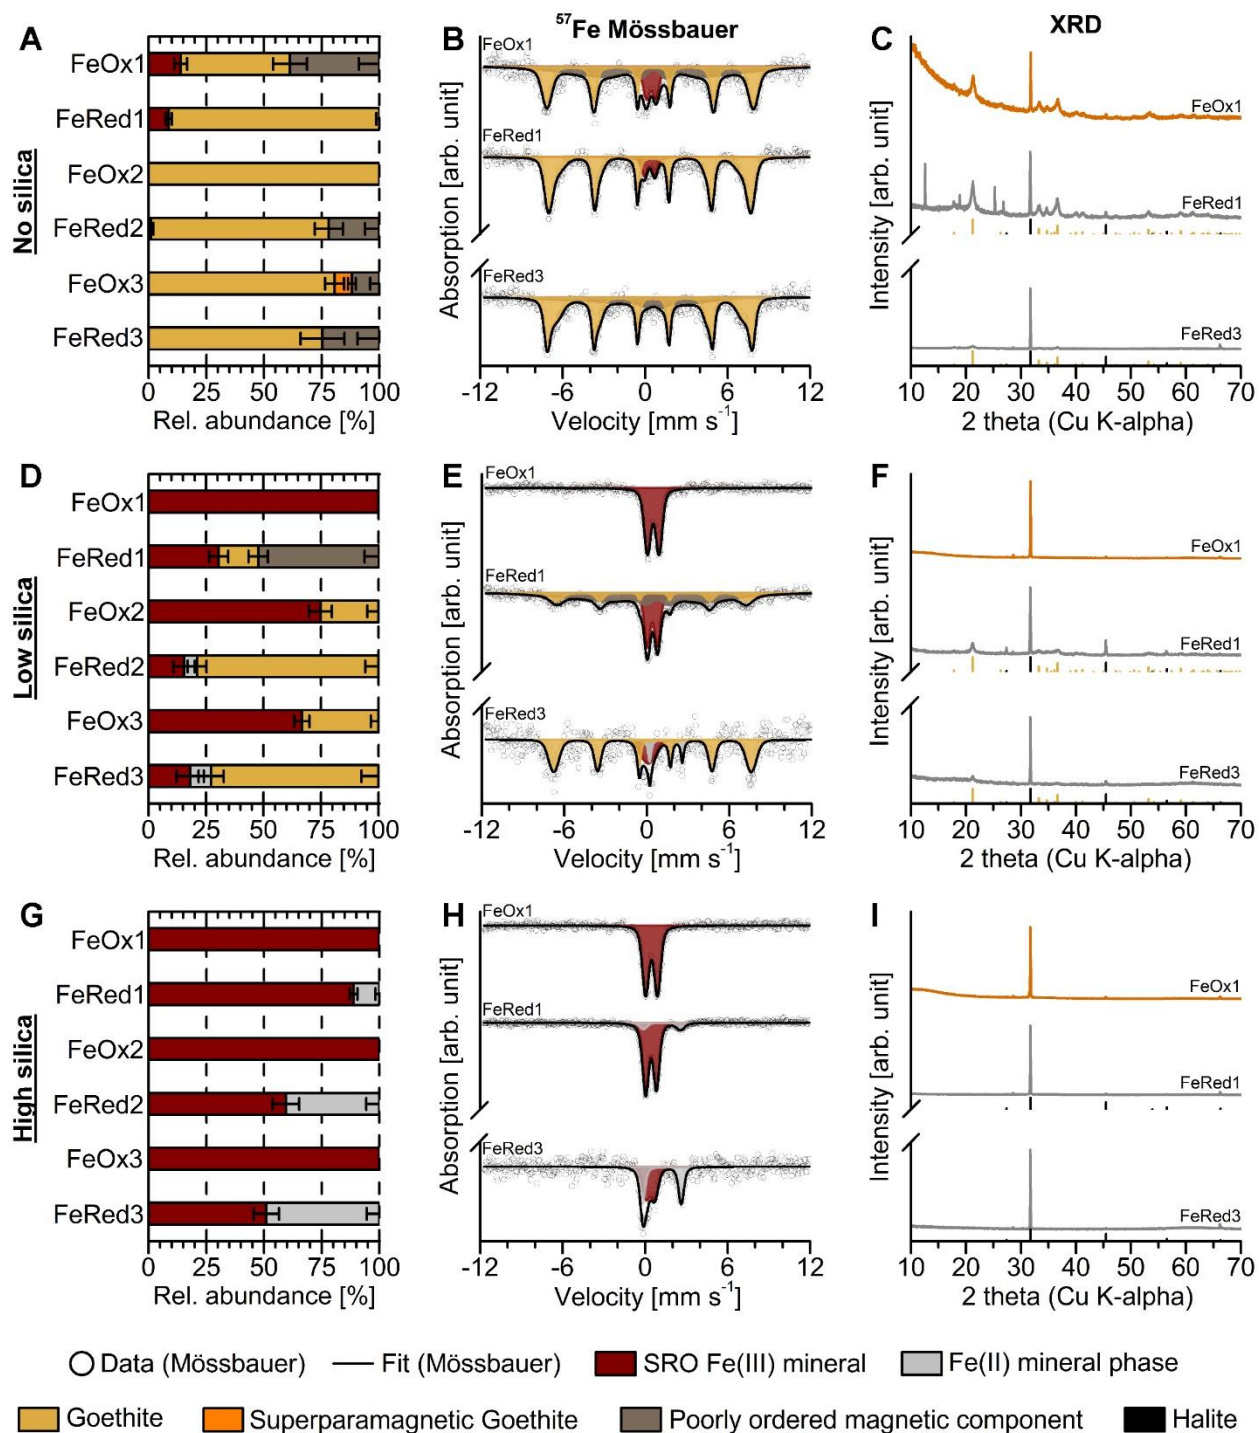 ⁵⁷Fe Mössbauer
XRD
A
B
C
No silica
FeOx1
FeRed1
FeOx2
FeRed2
FeOx3
FeRed3
0 25 50 75 100
Rel. abundance [%]
Absorption [arb. unit]
FeOx1
FeRed1
FeRed3
-12 -6 0 6 12
Velocity [mm s⁻¹]
Intensity [arb. unit]
FeOx1
FeRed1
FeRed3
10 20 30 40 50 60 70
2 theta (Cu K-alpha)
D
E
F
Low silica
FeOx1
FeRed1
FeOx2
FeRed2
FeOx3
FeRed3
0 25 50 75 100
Rel. abundance [%]
Absorption [arb. unit]
FeOx1
FeRed1
FeRed3
-12 -6 0 6 12
Velocity [mm s⁻¹]
Intensity [arb. unit]
FeOx1
FeRed1
FeRed3
10 20 30 40 50 60 70
2 theta (Cu K-alpha)
G
H
I
High silica
FeOx1
FeRed1
FeOx2
FeRed2
FeOx3
FeRed3
0 25 50 75 100
Rel. abundance [%]
Absorption [arb. unit]
FeOx1
FeRed1
FeRed3
-12 -6 0 6 12
Velocity [mm s⁻¹]
Intensity [arb. unit]
FeOx1
FeRed1
FeRed3
10 20 30 40 50 60 70
2 theta (Cu K-alpha)
Data (Mössbauer) Fit (Mössbauer) SRO Fe(III) mineral Fe(II) mineral phase
Goethite Superparamagnetic Goethite Poorly ordered magnetic component Halite